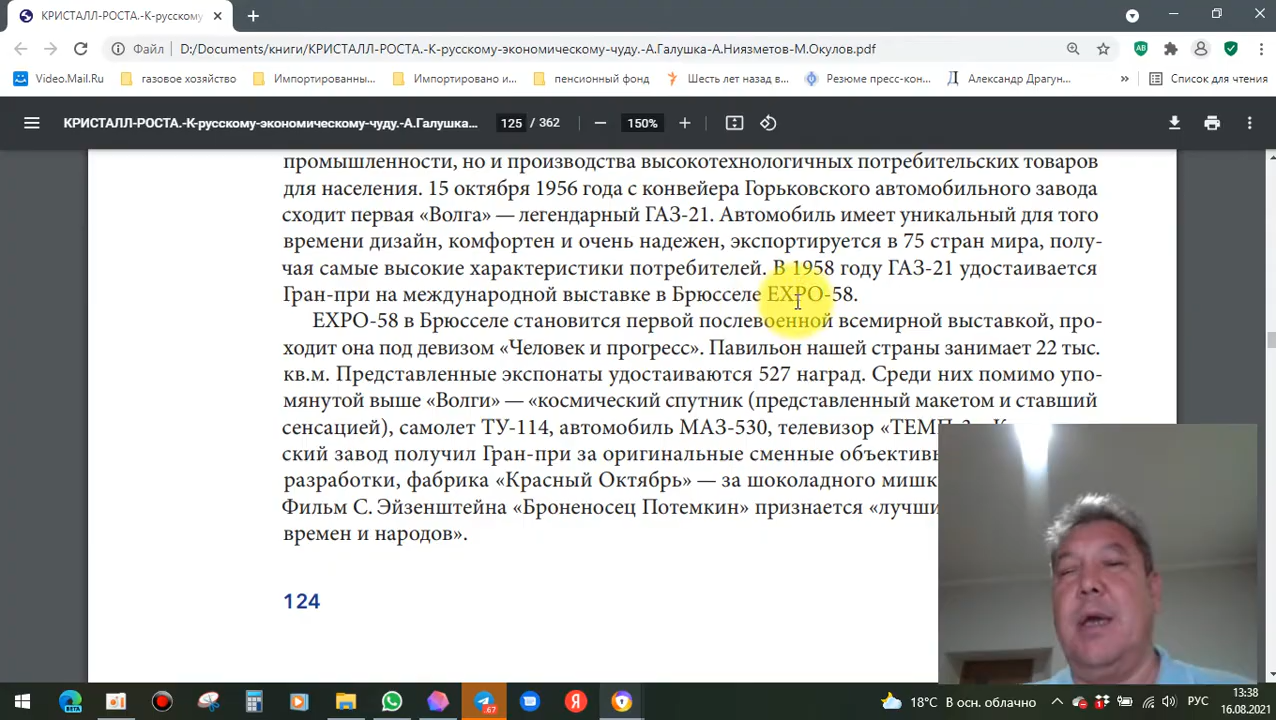 КРИСТАЛЛ-РОСТА.-К-русскому-
Файл D:/Documents/книги/КРИСТАЛЛ-РОСТА.-К-русскому-экономическому-чуду.-А.Галушка-А.Ниязметов-М.Окулов.pdf
Video.Mail.Ru газовое хозяйство Импортированны... Импортировано и... пенсионный фонд Шесть лет назад в... Резюме пресс-кон... Александр Драгун... » Список для чтения
КРИСТАЛЛ-РОСТА.-К-русскому-экономическому-чуду.-А.Галушка... 125 / 362 150%
промышленности, но и производства высокотехнологичных потребительских товаров
для населения. 15 октября 1956 года с конвейера Горьковского автомобильного завода
сходит первая «Волга» — легендарный ГАЗ-21. Автомобиль имеет уникальный для того
времени дизайн, комфортен и очень надежен, экспортируется в 75 стран мира, полу-
чая самые высокие характеристики потребителей. В 1958 году ГАЗ-21 удостаивается
Гран-при на международной выставке в Брюсселе EXPO-58.
EXPO-58 в Брюсселе становится первой послевоенной всемирной выставкой, про-
ходит она под девизом «Человек и прогресс». Павильон нашей страны занимает 22 тыс.
кв.м. Представленные экспонаты удостаиваются 527 наград. Среди них помимо упо-
мянутой выше «Волги» — «космический спутник (представленный макетом и ставший
сенсацией), самолет ТУ-114, автомобиль МАЗ-530, телевизор «ТЕМП-
ский завод получил Гран-при за оригинальные сменные объективы
разработки, фабрика «Красный Октябрь» — за шоколадного мишк
Фильм С. Эйзенштейна «Броненосец Потемкин» признается «лучши
времен и народов».
124
67
BETA
AB
18°C В осн. облачно РУС 13:38
16.08.2021